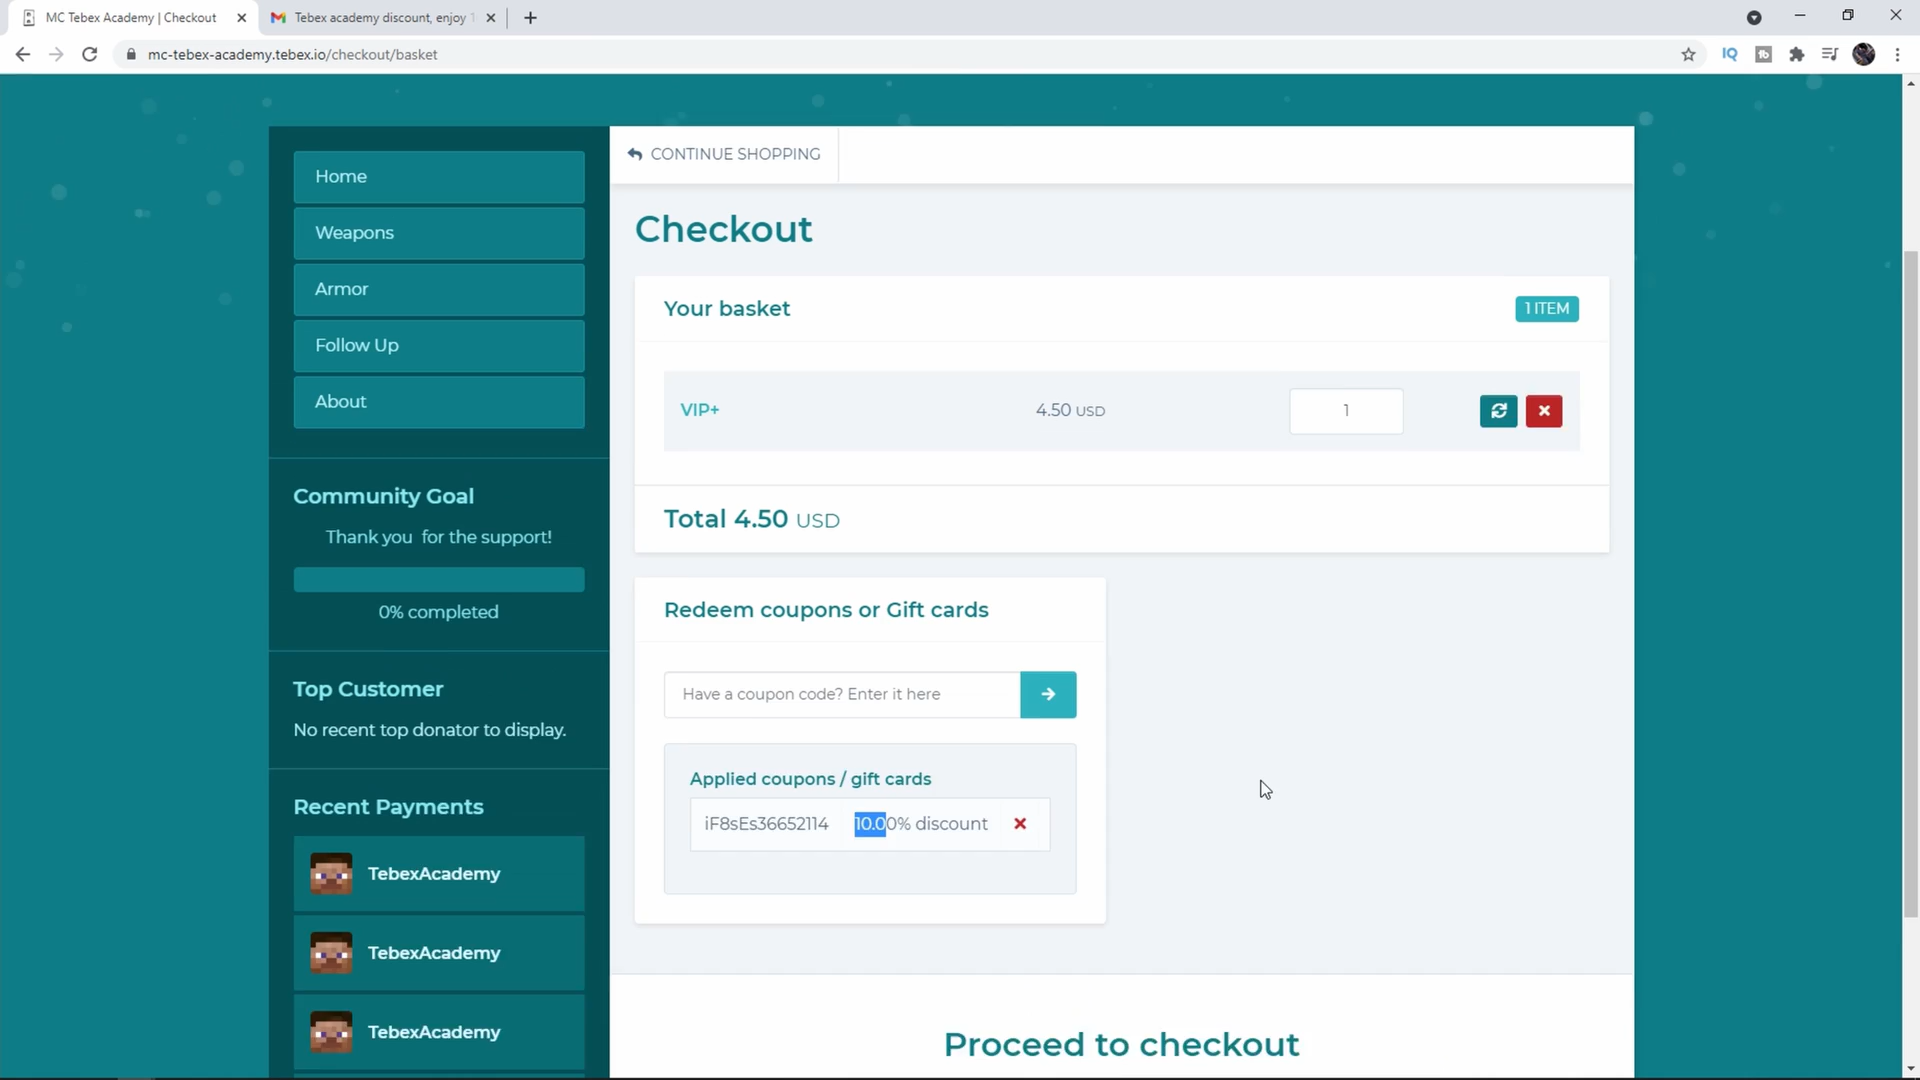 MC Tebex Academy | Checkout
Tebex academy discount, enjoy 1
mc-tebex-academy.tebex.io/checkout/basket
IQ
CONTINUE SHOPPING
Home
Weapons
Armor
Follow Up
About
Checkout
Your basket
1 ITEM
VIP+
4.50 USD
1
Total 4.50 USD
Community Goal
Thank you for the support!
0% completed
Redeem coupons or Gift cards
Have a coupon code? Enter it here
Top Customer
No recent top donator to display.
Applied coupons / gift cards
iF8sEs36652114 10.00% discount
Recent Payments
TebexAcademy
TebexAcademy
TebexAcademy
Proceed to checkout